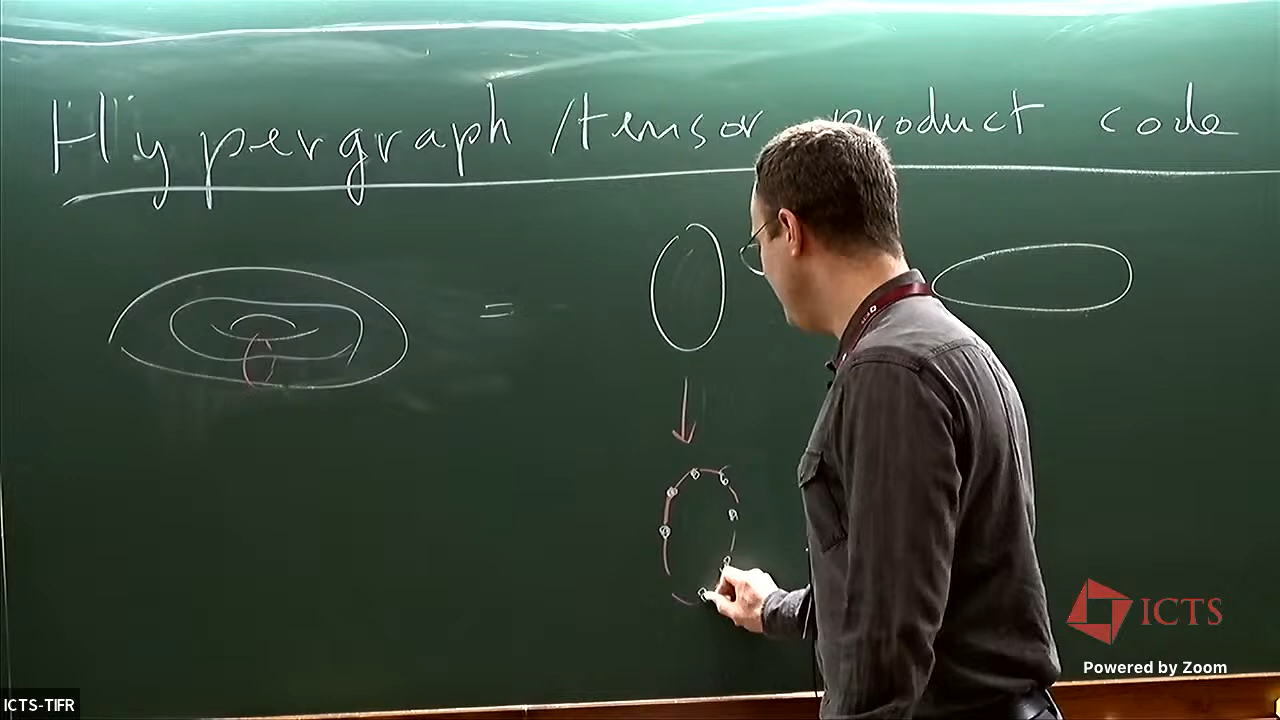 Hypergraph /tensor product code
=
ICTS
Powered by Zoom
ICTS-TIFR